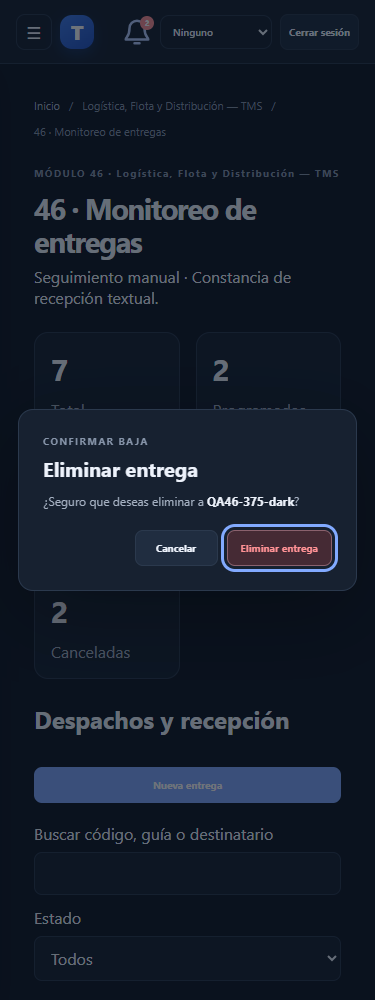 ☰ T 2 Ninguno Cerrar sesión
Inicio / Logística, Flota y Distribución — TMS /
46 · Monitoreo de entregas
MÓDULO 46 · Logística, Flota y Distribución — TMS
46 · Monitoreo de
entregas
Seguimiento manual · Constancia de
recepción textual.
7 2
Total Programadas
CONFIRMAR BAJA
Eliminar entrega
¿Seguro que deseas eliminar a QA46-375-dark?
Cancelar Eliminar entrega
2
Canceladas
Despachos y recepción
Nueva entrega
Buscar código, guía o destinatario
Estado
Todos